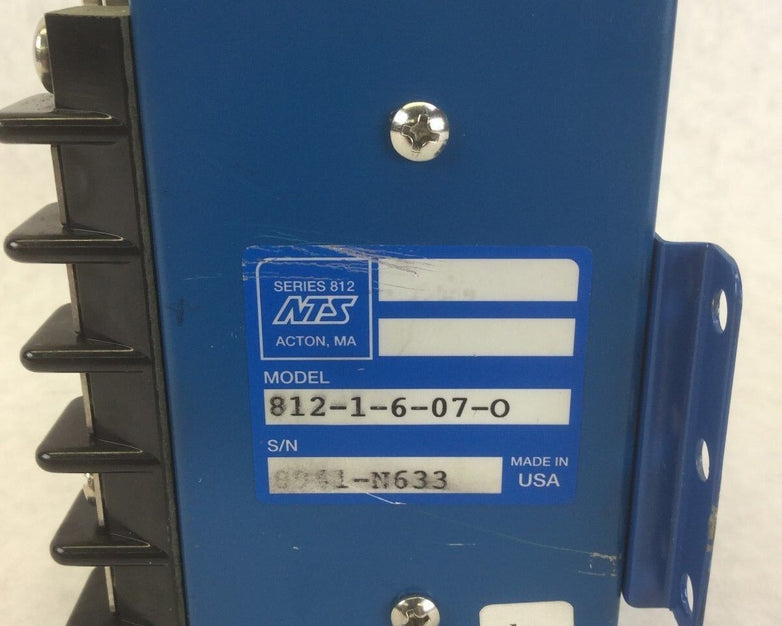 SERIES 812
NTS
ACTON, MA
MODEL
812-1-6-07-O
S/N
MADE IN
USA